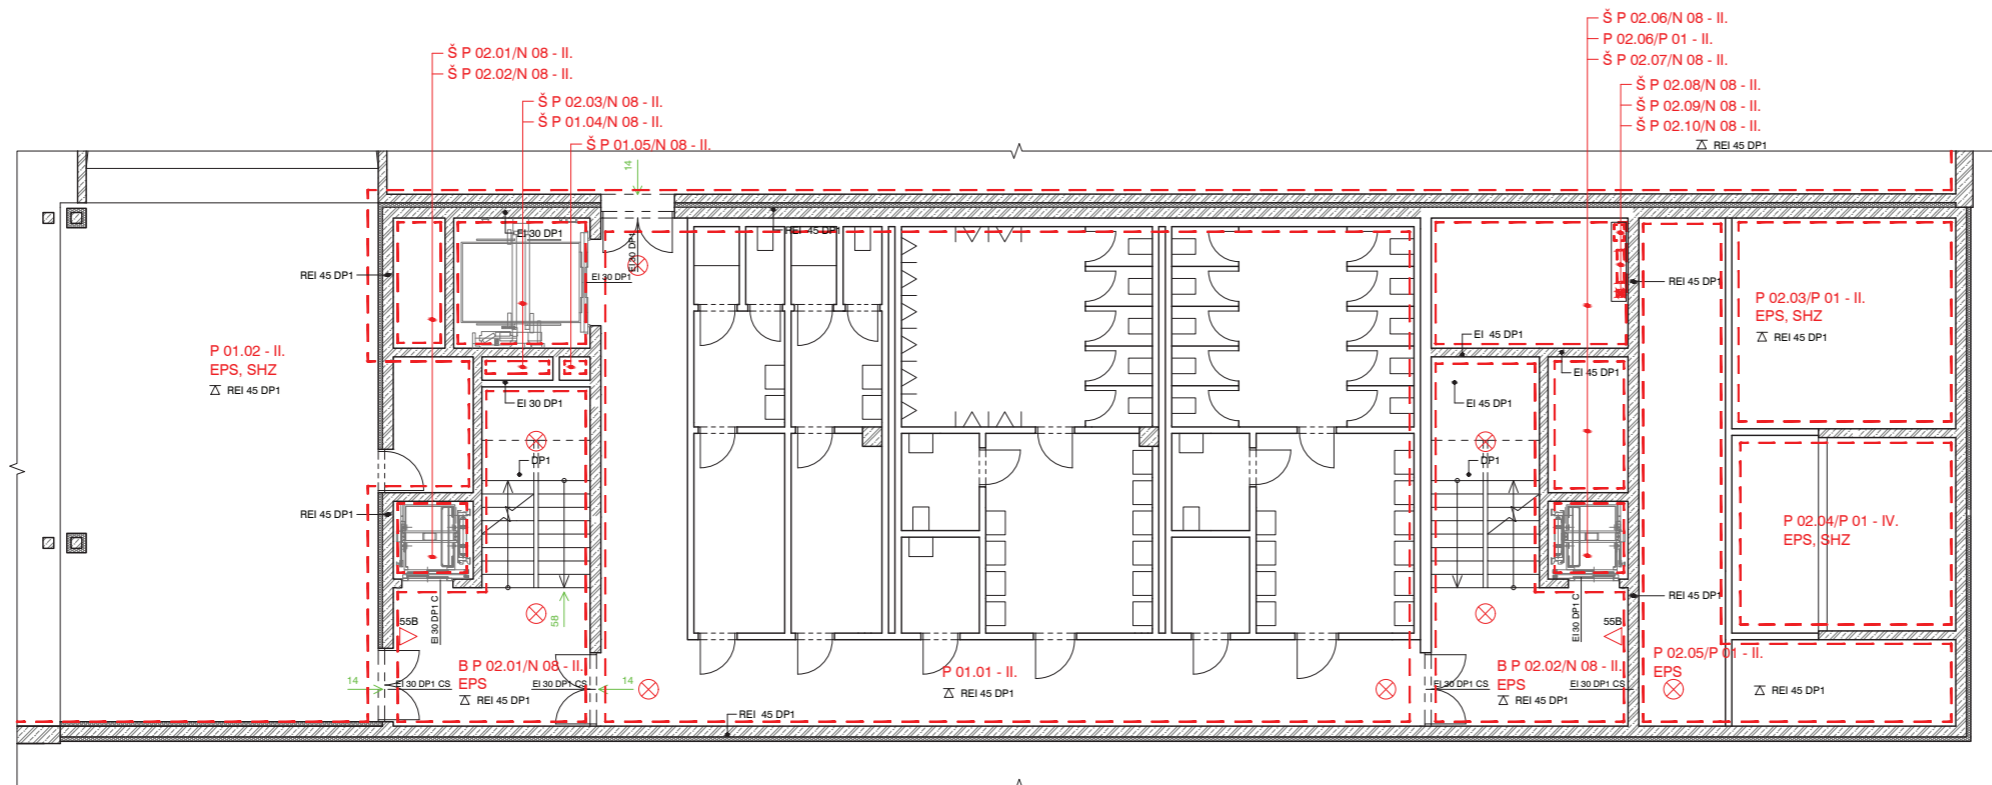 Š P 02.06/N 08 - II.
P 02.06/P 01 - II.
Š P 02.07/N 08 - II.
Š P 02.01/N 08 - II.
Š P 02.02/N 08 - II.
Š P 02.08/N 08 - II.
Š P 02.09/N 08 - II.
Š P 02.10/N 08 - II.
Š P 02.03/N 08 - II.
Š P 01.04/N 08 - II.
Š P 01.05/N 08 - II.
REI 45 DP1
14
EI 30 DP1
REI 45 DP1
EI 30 DP1
REI 45 DP1
EI 30 DP1
REI 45 DP1
P 02.03/P 01 - II.
EPS, SHZ
REI 45 DP1
P 01.02 - II.
EPS, SHZ
REI 45 DP1
EI 45 DP1
EI 45 DP1
EI 30 DP1
EI 45 DP1
DP1
DP1
REI 45 DP1
P 02.04/P 01 - IV.
EPS, SHZ
EI 30 DP1 C
58
55B
EI 30 DP1 C
55B
REI 45 DP1
B P 02.01/N 08 - II.
EPS
REI 45 DP1
14
EI 30 DP1 CS
EI 30 DP1 CS
14
P 01.01 - II.
REI 45 DP1
B P 02.02/N 08 - II.
EPS
REI 45 DP1
EI 30 DP1 CS
EI 30 DP1 CS
P 02.05/P 01 - II.
EPS
REI 45 DP1
REI 45 DP1